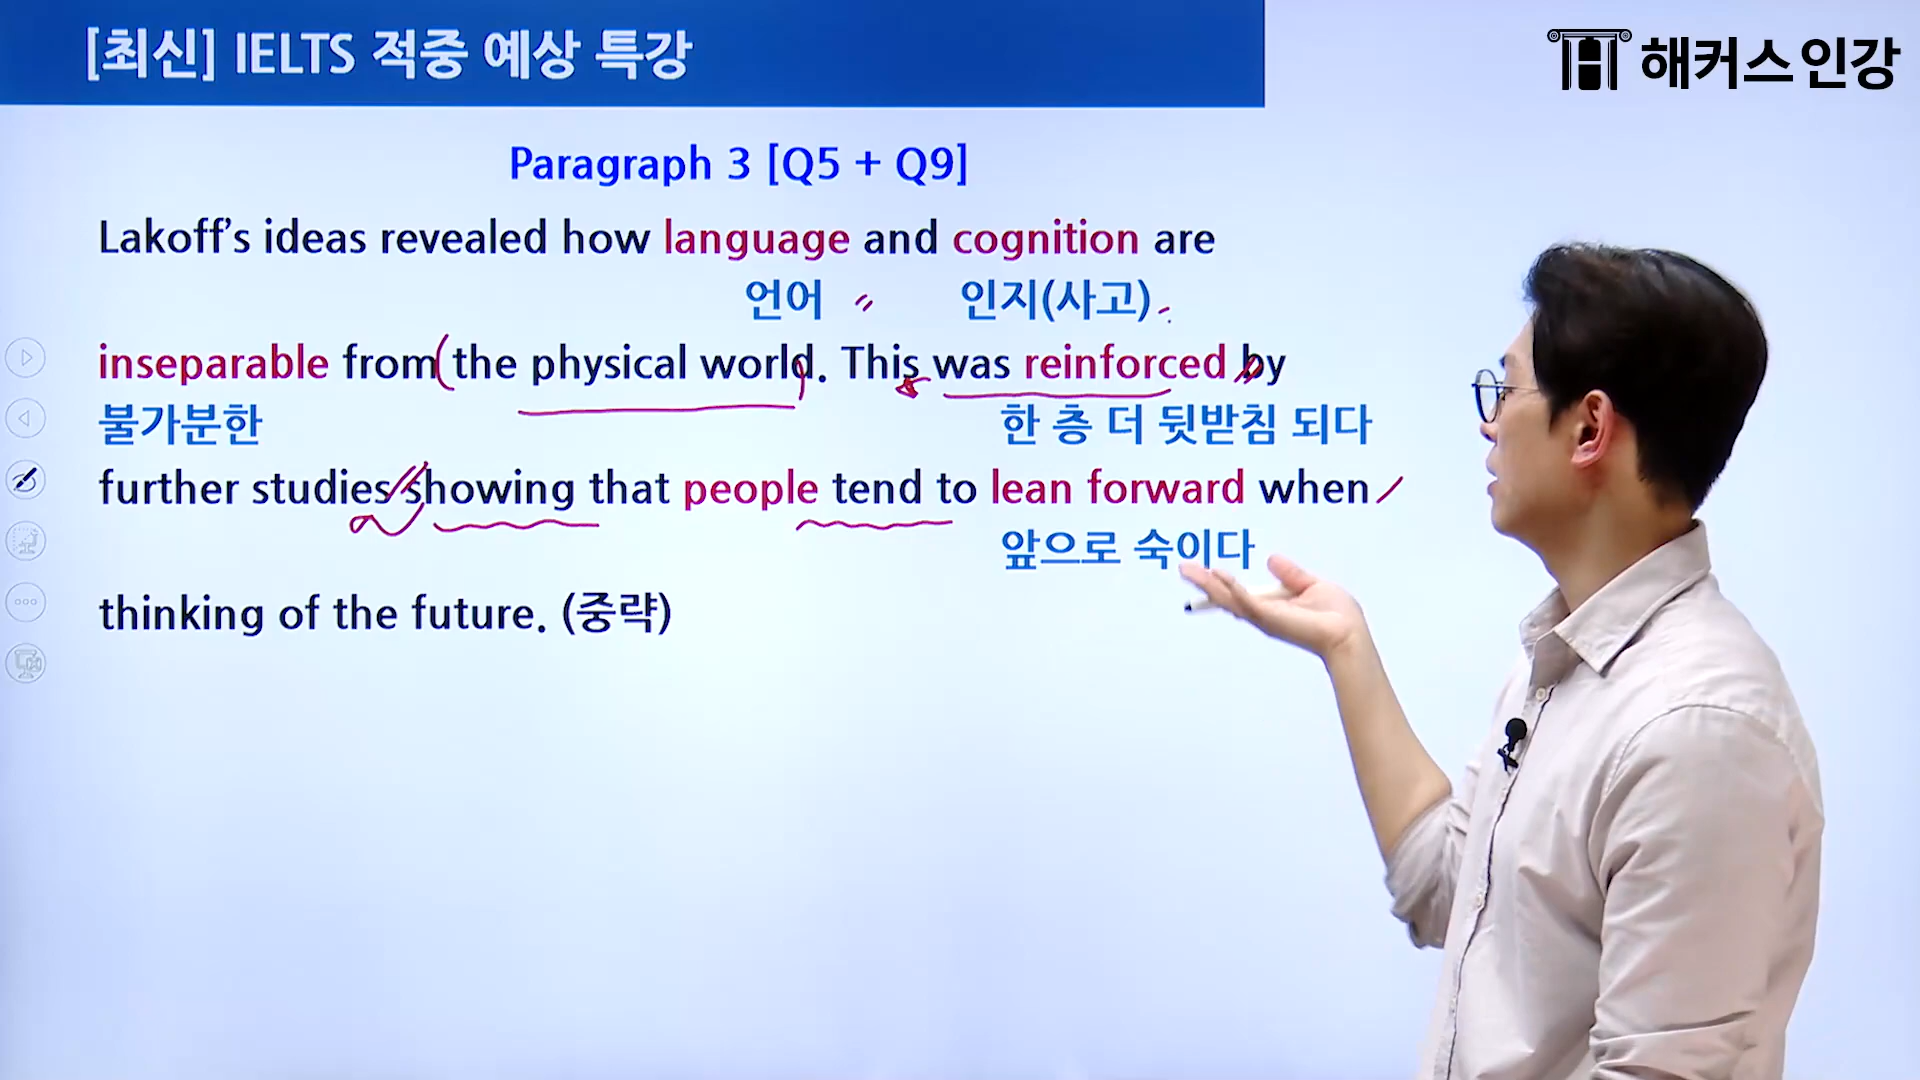 [최신] IELTS 적중 예상 특강
해커스인강
Paragraph 3 [Q5 + Q9]
Lakoff’s ideas revealed how language and cognition are
언어 인지(사고)
inseparable from the physical world. This was reinforced by
불가분한 한 층 더 뒷받침 되다
further studies showing that people tend to lean forward when
앞으로 숙이다
thinking of the future. (중략)